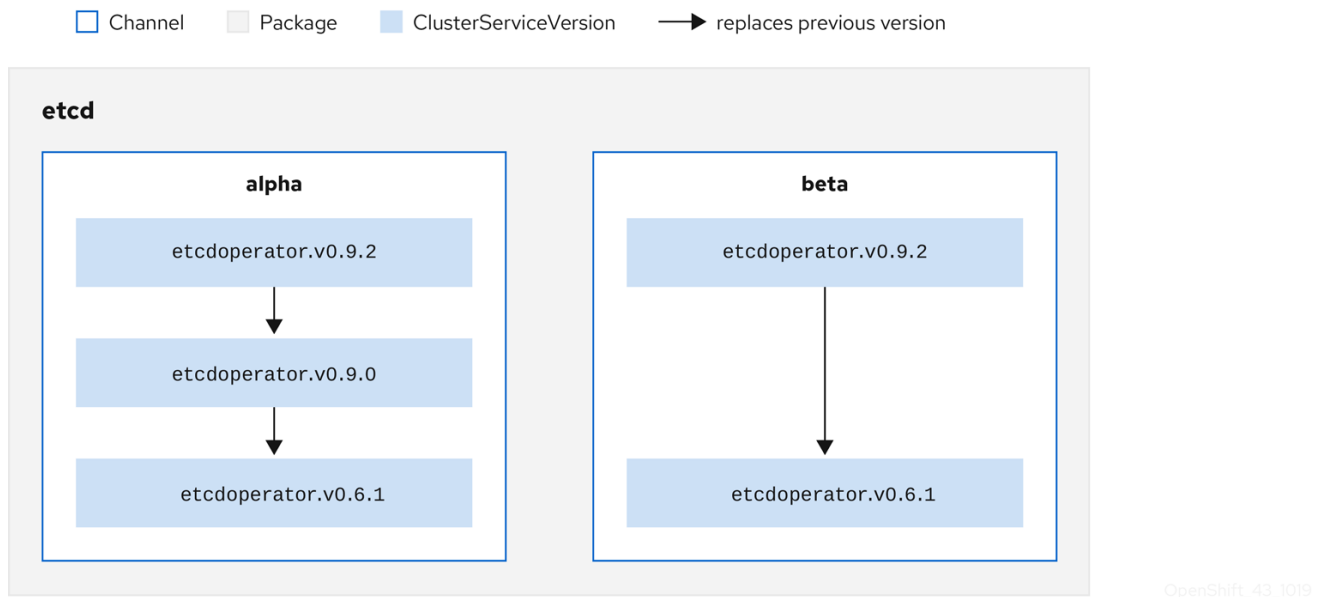 Channel Package ClusterServiceVersion replaces previous version
etcd
alpha
etcdoperator.v0.9.2
etcdoperator.v0.9.0
etcdoperator.v0.6.1
beta
etcdoperator.v0.9.2
etcdoperator.v0.6.1
OpenShift_43_1019